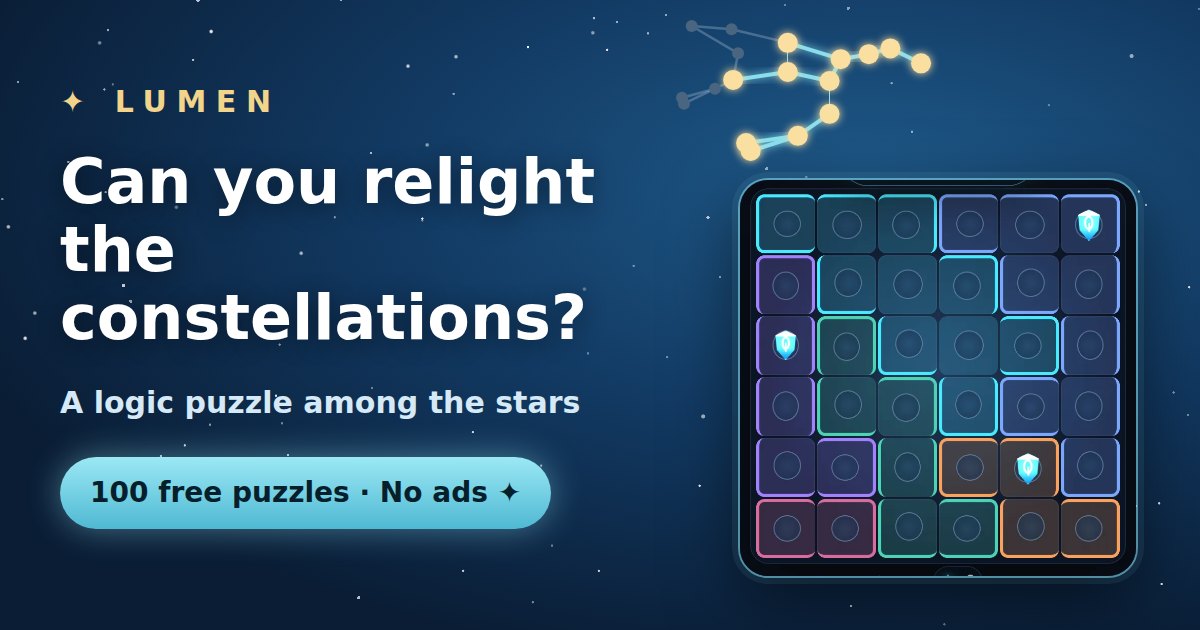 ✦ LUMEN
Can you relight
the
constellations?
A logic puzzle among the stars
100 free puzzles · No ads ✦